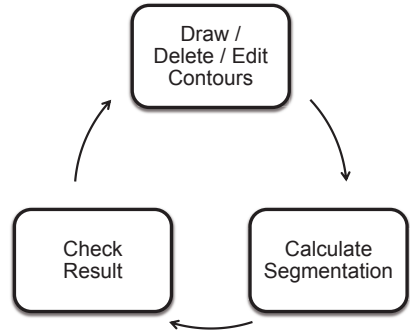 Draw /
Delete / Edit
Contours
Calculate
Segmentation
Check
Result